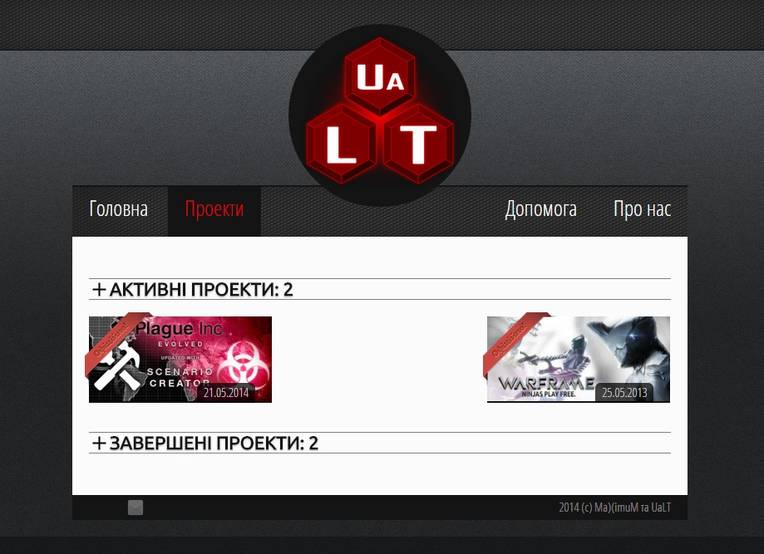 UA
L T
Головна Проекти Допомога Про нас
+ АКТИВНІ ПРОЕКТИ: 2
Plague Inc
EVOLVED
UPDATED WITH
SCENARIO
CREATOR
21.05.2014
WARFRAME
NINJAS PLAY FREE.
25.05.2013
+ ЗАВЕРШЕНІ ПРОЕКТИ: 2
2014 (c) Ma)(imuM та UaLT